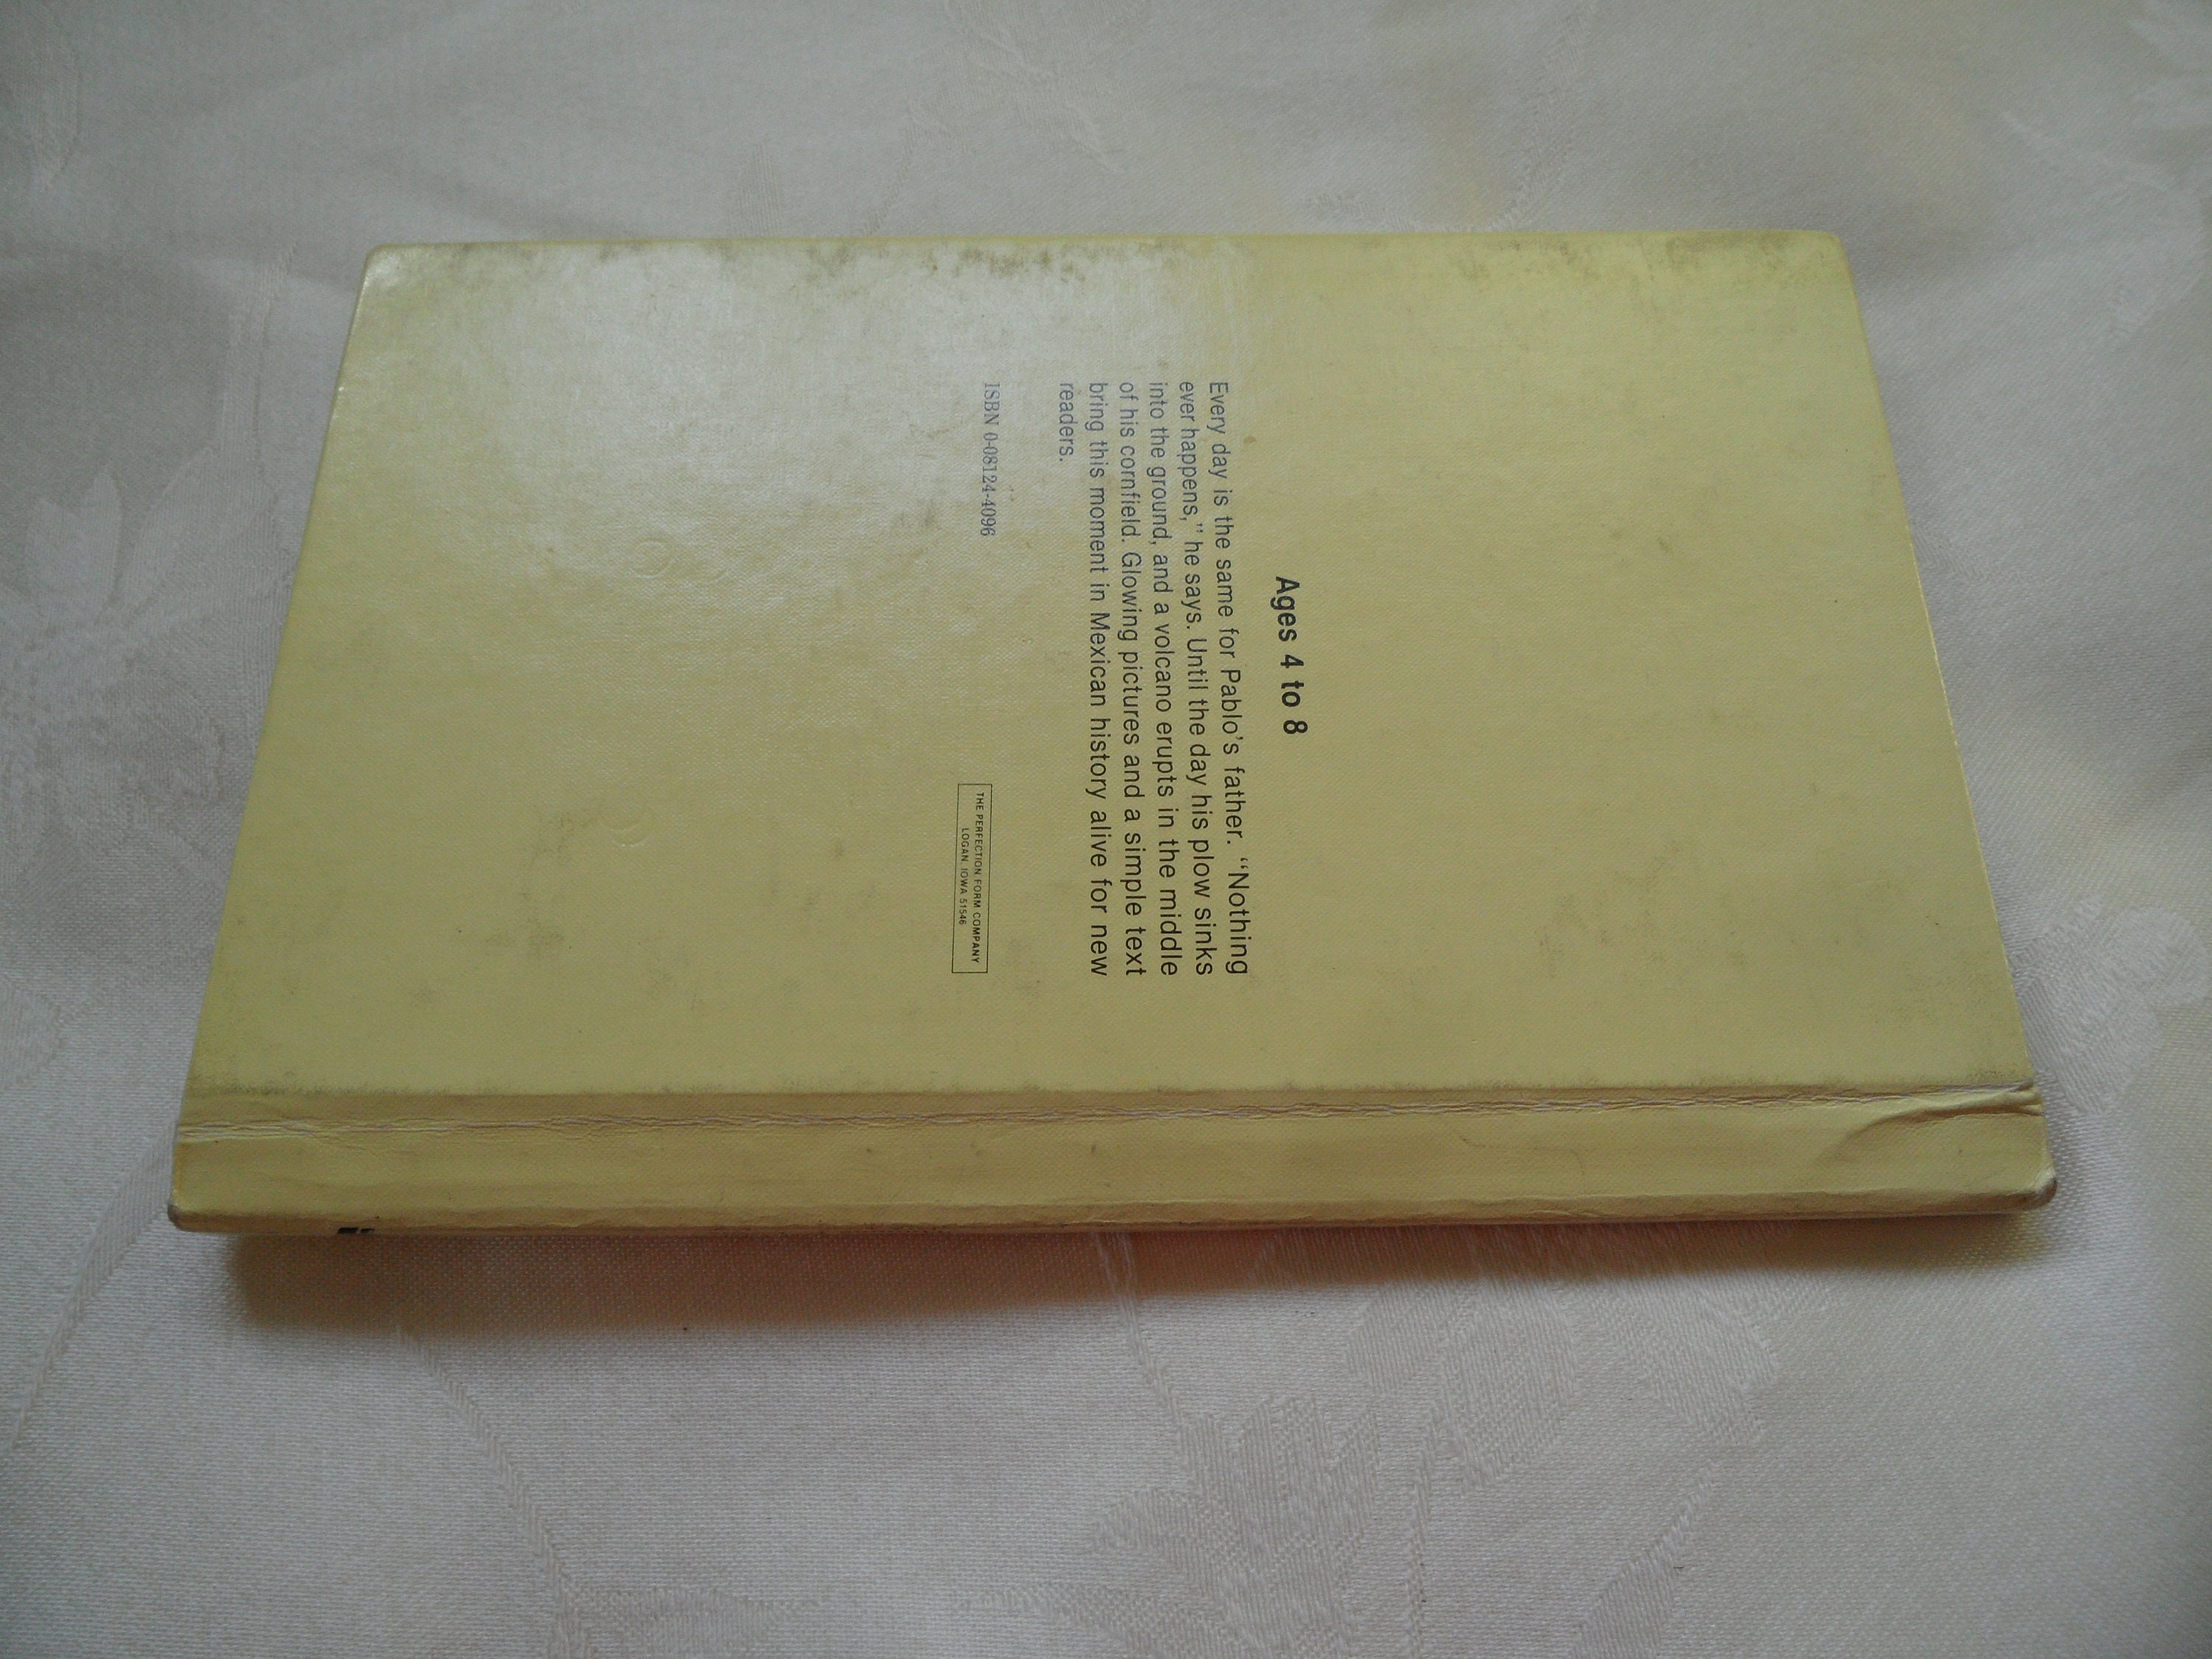 Ages 4 to 8
Every day is the same for Pablo's father. "Nothing
ever happens," he says. Until the day his plow sinks
into the ground, and a volcano erupts in the middle
of his cornfield. Glowing pictures and a simple text
bring this moment in Mexican history alive for new
readers.
ISBN 0-08124-4096
THE PERFECTION FORM COMPANY
LOGAN, IOWA 51546